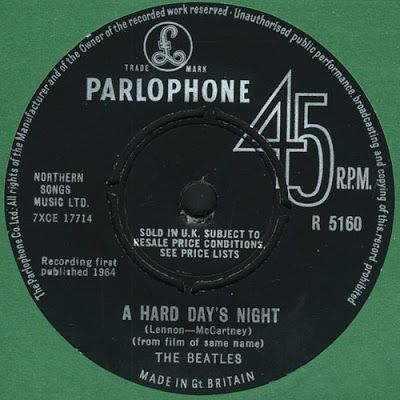 The Parlophone Co. Ltd. All rights of the Manufacturer and of the Owner of the recorded work reserved · Unauthorised public performance, broadcasting and copying of this record prohibited
£
TRADE MARK
PARLOPHONE
45
R.P.M.
NORTHERN
SONGS
MUSIC LTD.
7XCE 17714
R 5160
SOLD IN U.K. SUBJECT TO
RESALE PRICE CONDITIONS,
SEE PRICE LISTS
Recording first
published 1964
A HARD DAY'S NIGHT
(Lennon—McCartney)
(from film of same name)
THE BEATLES
MADE IN Gt. BRITAIN